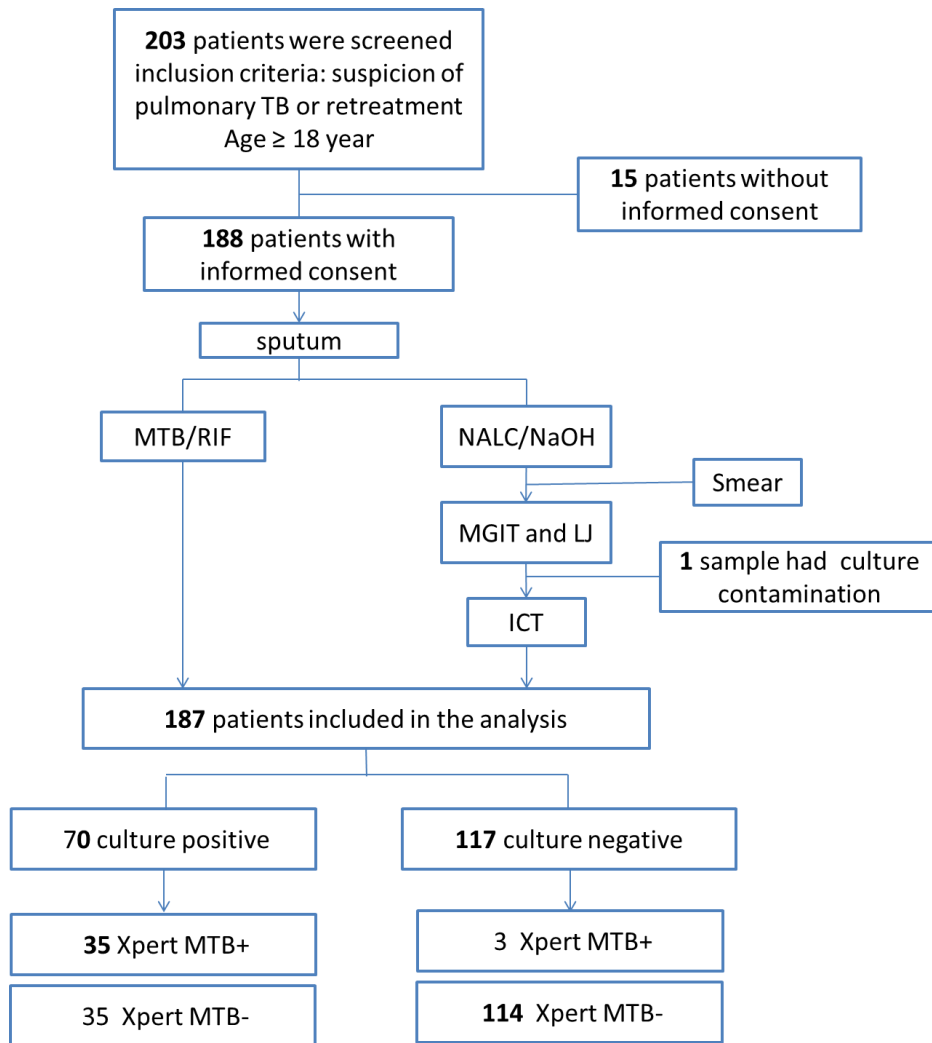 203 patients were screened
inclusion criteria: suspicion of
pulmonary TB or retreatment
Age ≥ 18 year
15 patients without
informed consent
188 patients with
informed consent
sputum
MTB/RIF
NALC/NaOH
Smear
MGIT and LJ
1 sample had culture
contamination
ICT
187 patients included in the analysis
70 culture positive
117 culture negative
35 Xpert MTB+
3 Xpert MTB+
35 Xpert MTB-
114 Xpert MTB-